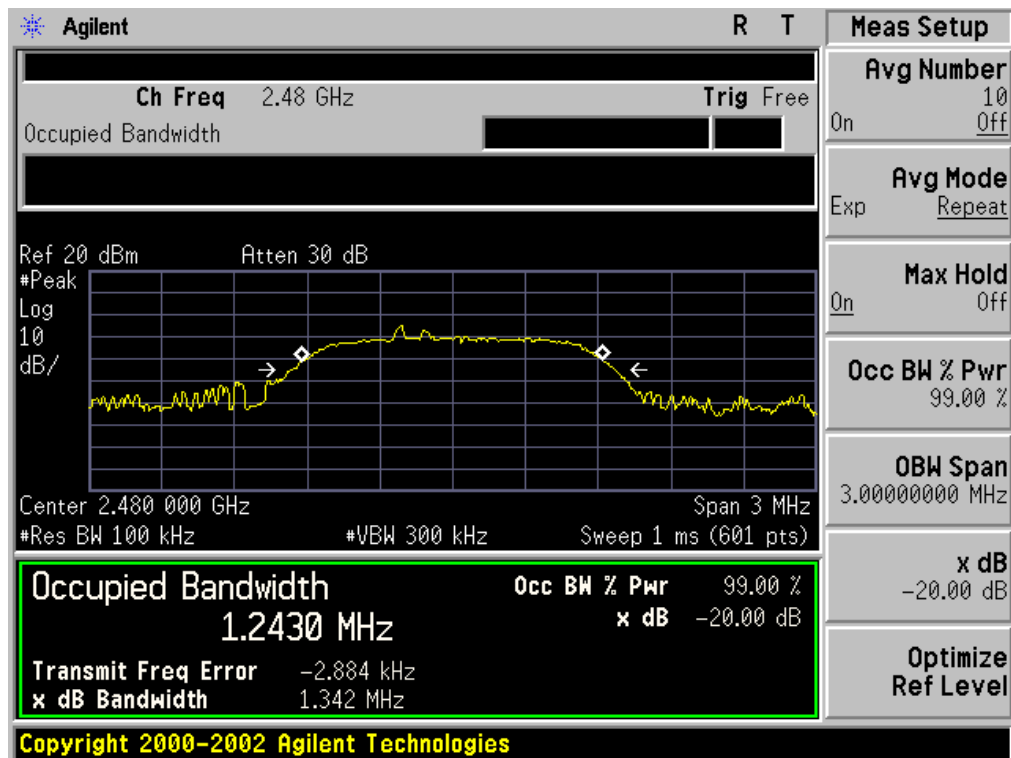 Agilent R T
Ch Freq 2.48 GHz Trig Free
Occupied Bandwidth
Ref 20 dBm Atten 30 dB
#Peak
Log
10
dB/
Center 2.480 000 GHz Span 3 MHz
#Res BW 100 kHz #VBW 300 kHz Sweep 1 ms (601 pts)
Occupied Bandwidth Occ BW % Pwr 99.00 %
1.2430 MHz x dB -20.00 dB
Transmit Freq Error -2.884 kHz
x dB Bandwidth 1.342 MHz
Copyright 2000-2002 Agilent Technologies
Meas Setup
Avg Number
10
On Off
Avg Mode
Exp Repeat
Max Hold
On Off
Occ BW % Pwr
99.00 %
OBW Span
3.00000000 MHz
x dB
-20.00 dB
Optimize
Ref Level